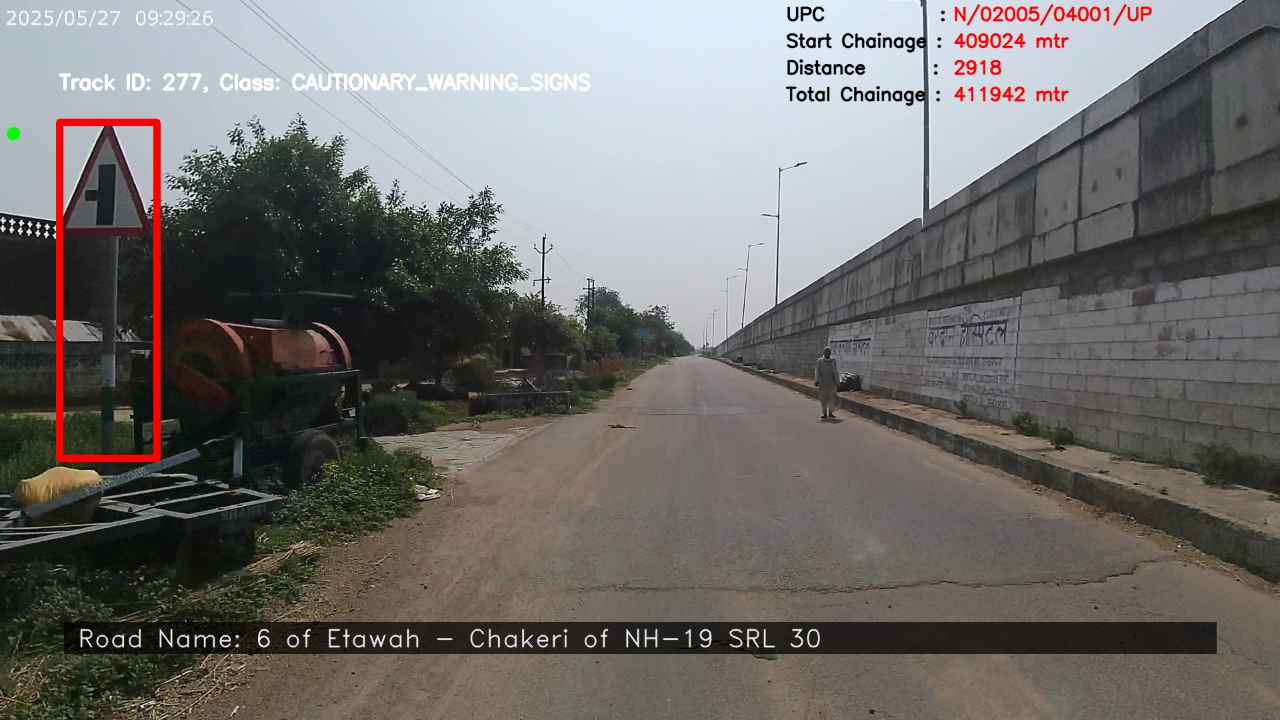 2025/05/27 09:29:26
UPC : N/02005/04001/UP
Start Chainage : 409024 mtr
Distance : 2918
Total Chainage : 411942 mtr
Track ID: 277, Class: CAUTIONARY_WARNING_SIGNS
Road Name: 6 of Etawah - Chakeri of NH-19 SRL 30